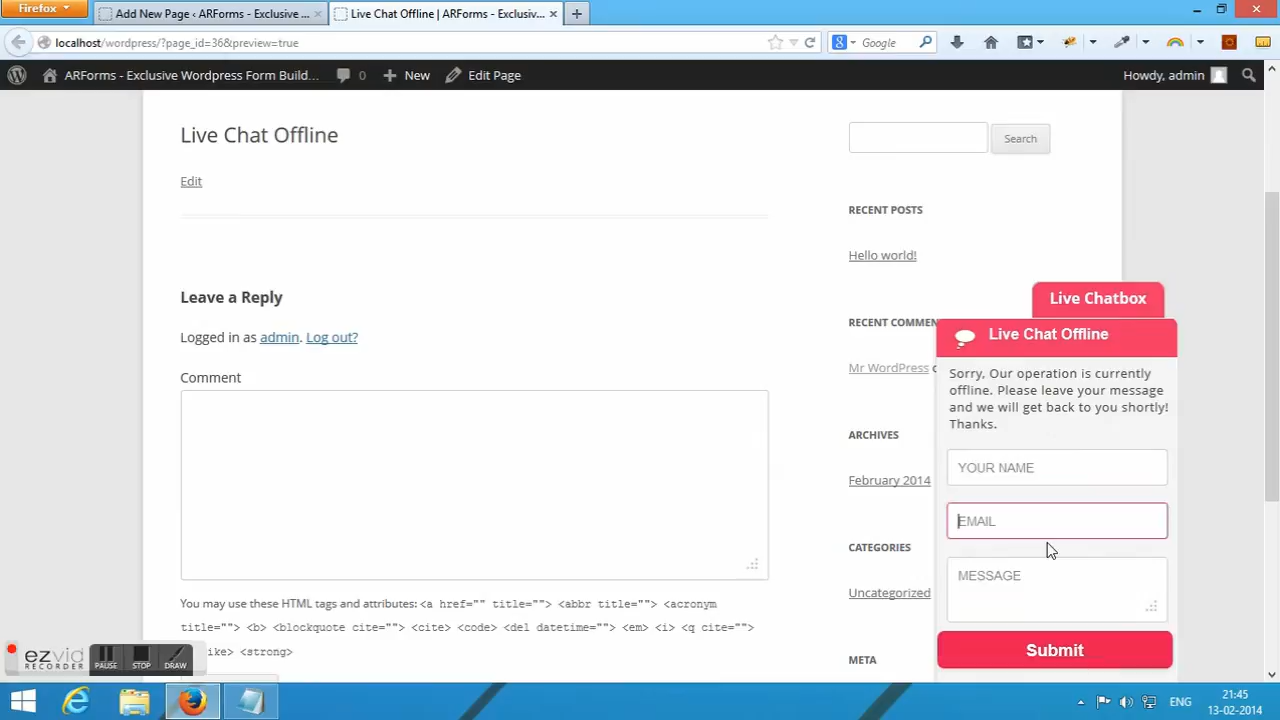 Firefox
Add New Page ‹ ARForms - Exclusive ...
Live Chat Offline | ARForms - Exclusiv...
localhost/wordpress/?page_id=36&preview=true
Google
ARForms - Exclusive Wordpress Form Build...
0
New
Edit Page
Howdy, admin
Live Chat Offline
Search
Edit
RECENT POSTS
Hello world!
Leave a Reply
Live Chatbox
RECENT COMMEN
Live Chat Offline
Logged in as admin. Log out?
Mr WordPress
Sorry, Our operation is currently
offline. Please leave your message
and we will get back to you shortly!
Thanks.
Comment
ARCHIVES
YOUR NAME
February 2014
EMAIL
CATEGORIES
MESSAGE
Uncategorized
You may use these HTML tags and attributes: <a href="" title=""> <abbr title=""> <acronym
title=""> <b> <blockquote cite=""> <cite> <code> <del datetime=""> <em> <i> <q cite="">
ike> <strong>
META
Submit
ezvid
RECORDER
PAUSE
STOP
DRAW
ENG
21:45
13-02-2014